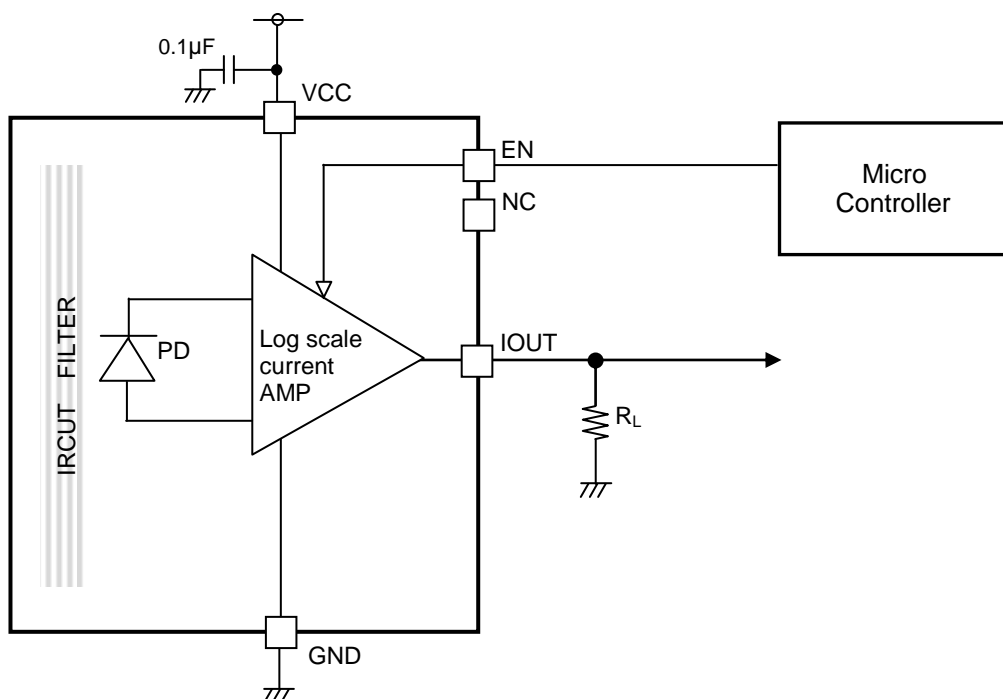 0.1µF
VCC
EN
NC
Micro
Controller
IRCUT FILTER
PD
Log scale
current
AMP
IOUT
RL
GND